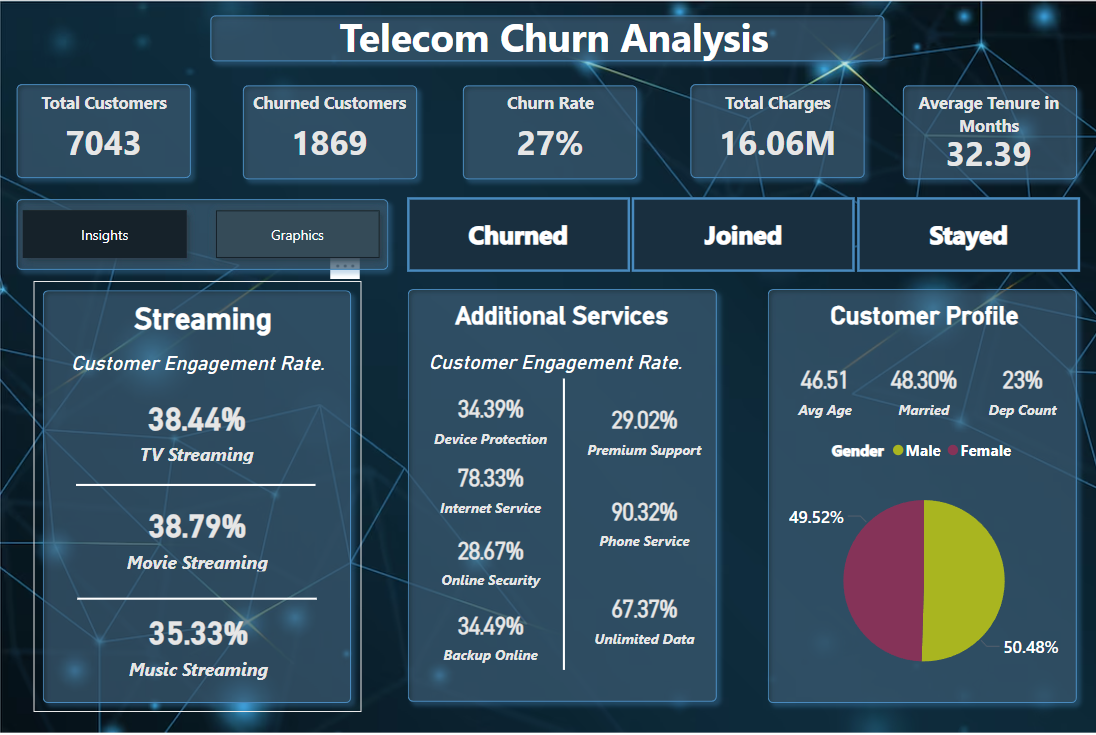 Telecom Churn Analysis
Total Customers
7043
Churned Customers
1869
Churn Rate
27%
Total Charges
16.06M
Average Tenure in
Months
32.39
Insights
Graphics
Churned
Joined
Stayed
Streaming
Customer Engagement Rate.
38.44%
TV Streaming
38.79%
Movie Streaming
35.33%
Music Streaming
Additional Services
Customer Engagement Rate.
34.39%
Device Protection
78.33%
Internet Service
28.67%
Online Security
34.49%
Backup Online
29.02%
Premium Support
90.32%
Phone Service
67.37%
Unlimited Data
Customer Profile
46.51
Avg Age
48.30%
Married
23%
Dep Count
Gender Male Female
49.52%
50.48%